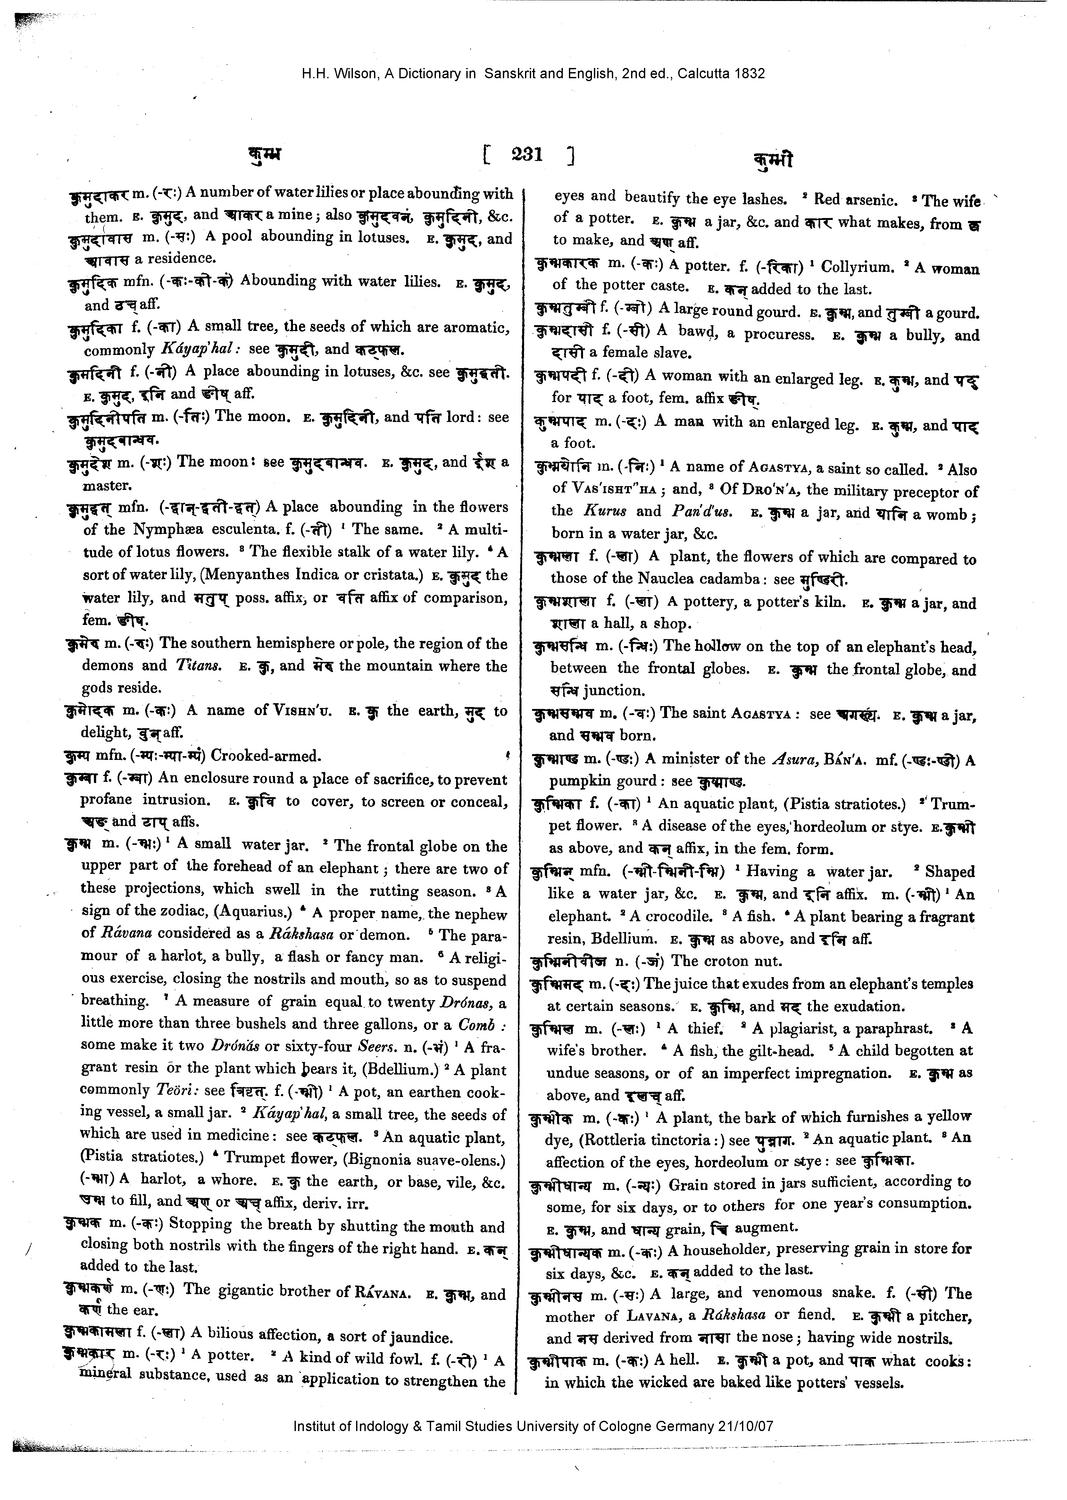 H.H. Wilson, A Dictionary in Sanskrit and English, 2nd ed., Calcutta 1832
कुम्भ
[ 231 ]
कुम्भी
कुमुदाकर m. (-रः) A number of water lilies or place abounding with
them. E. कुमुद, and आकर a mine; also कुमुदवनं, कुमुदिनी, &c.
कुमुदावास m. (-सः) A pool abounding in lotuses. E. कुमुद, and
आवास a residence.
कुमुदिक mfn. (-कः-की-कं) Abounding with water lilies. E. कुमुद,
and ठच् aff.
कुमुदिका f. (-का) A small tree, the seeds of which are aromatic,
commonly Káyap'hal: see कुमुदी, and कट्फल.
कुमुदिनी f. (-नी) A place abounding in lotuses, &c. see कुमुद्वती.
E. कुमुद, इनि and ङीष् aff.
कुमुदिनीपति m. (-तिः) The moon. E. कुमुदिनी, and पति lord: see
कुमुदबान्धव.
कुमुदेश m. (-शः) The moon: see कुमुदबान्धव. E. कुमुद, and ईश a
master.
कुमुद्वत् mfn. (-द्वान्-द्वती-द्वत्) A place abounding in the flowers
of the Nymphæa esculenta. f. (-ती) ¹ The same. ² A multi-
tude of lotus flowers. ³ The flexible stalk of a water lily. ⁴ A
sort of water lily, (Menyanthes Indica or cristata.) E. कुमुद the
water lily, and मतुप् poss. affix, or वति affix of comparison,
fem. ङीष्.
कुमेरु m. (-रुः) The southern hemisphere or pole, the region of the
demons and Titans. E. कु, and मेरु the mountain where the
gods reside.
कुमोदक m. (-कः) A name of VISHN'U. E. कु the earth, मुद् to
delight, वुन् aff.
कुम्प mfn. (-म्पः-म्पा-म्पं) Crooked-armed.
कुम्बा f. (-म्बा) An enclosure round a place of sacrifice, to prevent
profane intrusion. E. कुवि to cover, to screen or conceal,
अङ् and टाप् affs.
कुम्भ m. (-म्भः) ¹ A small water jar. ² The frontal globe on the
upper part of the forehead of an elephant; there are two of
these projections, which swell in the rutting season. ³ A
sign of the zodiac, (Aquarius.) ⁴ A proper name, the nephew
of Rávana considered as a Rákshasa or demon. ⁵ The para-
mour of a harlot, a bully, a flash or fancy man. ⁶ A religi-
ous exercise, closing the nostrils and mouth, so as to suspend
breathing. ⁷ A measure of grain equal to twenty Drónas, a
little more than three bushels and three gallons, or a Comb:
some make it two Drónás or sixty-four Seers. n. (-म्भं) ¹ A fra-
grant resin or the plant which bears it, (Bdellium.) ² A plant
commonly Teöri: see त्रिवृत्. f. (-म्भी) ¹ A pot, an earthen cook-
ing vessel, a small jar. ² Káyap'hal, a small tree, the seeds of
which are used in medicine: see कट्फल. ³ An aquatic plant,
(Pistia stratiotes.) ⁴ Trumpet flower, (Bignonia suave-olens.)
(-म्भा) A harlot, a whore. E. कु the earth, or base, vile, &c.
उम्भ to fill, and अण् or अच् affix, deriv. irr.
कुम्भक m. (-कः) Stopping the breath by shutting the mouth and
closing both nostrils with the fingers of the right hand. E. कन्
added to the last.
कुम्भकर्ण m. (-र्णः) The gigantic brother of RÁVANA. E. कुम्भ, and
कर्ण the ear.
कुम्भकामला f. (-ला) A bilious affection, a sort of jaundice.
कुम्भकार m. (-रः) ¹ A potter. ² A kind of wild fowl. f. (-री) ¹ A
mineral substance, used as an application to strengthen the
eyes and beautify the eye lashes. ² Red arsenic. ³ The wife
of a potter. E. कुम्भ a jar, &c. and कार what makes, from कृ
to make, and अण् aff.
कुम्भकारक m. (-कः) A potter. f. (-रिका) ¹ Collyrium. ² A woman
of the potter caste. E. कन् added to the last.
कुम्भतुम्बी f. (-म्बी) A large round gourd. E. कुम्भ, and तुम्बी a gourd.
कुम्भदासी f. (-सी) A bawd, a procuress. E. कुम्भ a bully, and
दासी a female slave.
कुम्भपदी f. (-दी) A woman with an enlarged leg. E. कुम्भ, and पद्
for पाद a foot, fem. affix ङीष्.
कुम्भपाद m. (-दः) A man with an enlarged leg. E. कुम्भ, and पाद
a foot.
कुम्भयोनि m. (-निः) ¹ A name of AGASTYA, a saint so called. ² Also
of VAS'ISHT"HA; and, ³ Of DRO'N'A, the military preceptor of
the Kurus and Pan'd'us. E. कुम्भ a jar, and योनि a womb;
born in a water jar, &c.
कुम्भला f. (-ला) A plant, the flowers of which are compared to
those of the Nauclea cadamba: see मुण्डिरी.
कुम्भशाला f. (-ला) A pottery, a potter's kiln. E. कुम्भ a jar, and
शाला a hall, a shop.
कुम्भसन्धि m. (-न्धिः) The hollow on the top of an elephant's head,
between the frontal globes. E. कुम्भ the frontal globe, and
सन्धि junction.
कुम्भसम्भव m. (-वः) The saint AGASTYA: see अगस्त्य. E. कुम्भ a jar,
and सम्भव born.
कुम्भाण्ड m. (-ण्डः) A minister of the Asura, BÁN'A. mf. (-ण्डः-ण्डी) A
pumpkin gourd: see कुष्माण्ड.
कुम्भिका f. (-का) ¹ An aquatic plant, (Pistia stratiotes.) ² Trum-
pet flower. ³ A disease of the eyes, hordeolum or stye. E. कुम्भी
as above, and कन् affix, in the fem. form.
कुम्भिन् mfn. (-म्भी-म्भिनी-म्भि) ¹ Having a water jar. ² Shaped
like a water jar, &c. E. कुम्भ, and इनि affix. m. (-म्भी) ¹ An
elephant. ² A crocodile. ³ A fish. ⁴ A plant bearing a fragrant
resin, Bdellium. E. कुम्भ as above, and इनि aff.
कुम्भिनीवीज n. (-जं) The croton nut.
कुम्भिमद m. (-दः) The juice that exudes from an elephant's temples
at certain seasons. E. कुम्भि, and मद the exudation.
कुम्भिल m. (-लः) ¹ A thief. ² A plagiarist, a paraphrast. ³ A
wife's brother. ⁴ A fish, the gilt-head. ⁵ A child begotten at
undue seasons, or of an imperfect impregnation. E. कुम्भ as
above, and इलच् aff.
कुम्भीक m. (-कः) ¹ A plant, the bark of which furnishes a yellow
dye, (Rottleria tinctoria:) see पुन्नाग. ² An aquatic plant. ³ An
affection of the eyes, hordeolum or stye: see कुम्भिका.
कुम्भीधान्य m. (-न्यः) Grain stored in jars sufficient, according to
some, for six days, or to others for one year's consumption.
E. कुम्भ, and धान्य grain, च्वि augment.
कुम्भीधान्यक m. (-कः) A householder, preserving grain in store for
six days, &c. E. कन् added to the last.
कुम्भीनस m. (-सः) A large, and venomous snake. f. (-सी) The
mother of LAVANA, a Rákshasa or fiend. E. कुम्भी a pitcher,
and नस derived from नासा the nose; having wide nostrils.
कुम्भीपाक m. (-कः) A hell. E. कुम्भी a pot, and पाक what cooks:
in which the wicked are baked like potters' vessels.
Institut of Indology & Tamil Studies University of Cologne Germany 21/10/07